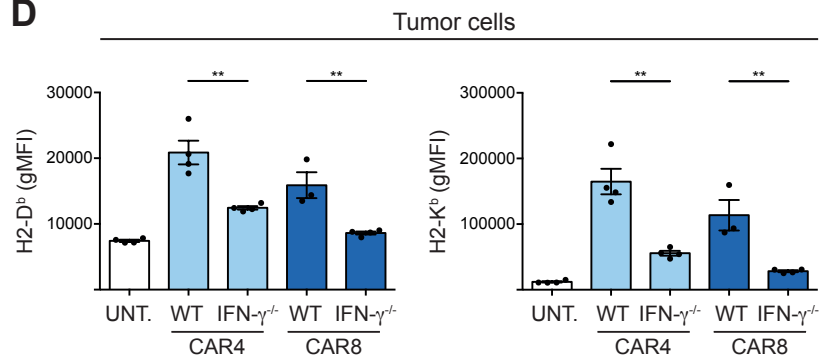 D
Tumor cells
H2-Dᵇ (gMFI)
30000
20000
10000
** **
UNT. WT IFN-γ⁻/⁻ WT IFN-γ⁻/⁻
CAR4 CAR8
H2-Kᵇ (gMFI)
300000
200000
100000
** **
UNT. WT IFN-γ⁻/⁻ WT IFN-γ⁻/⁻
CAR4 CAR8